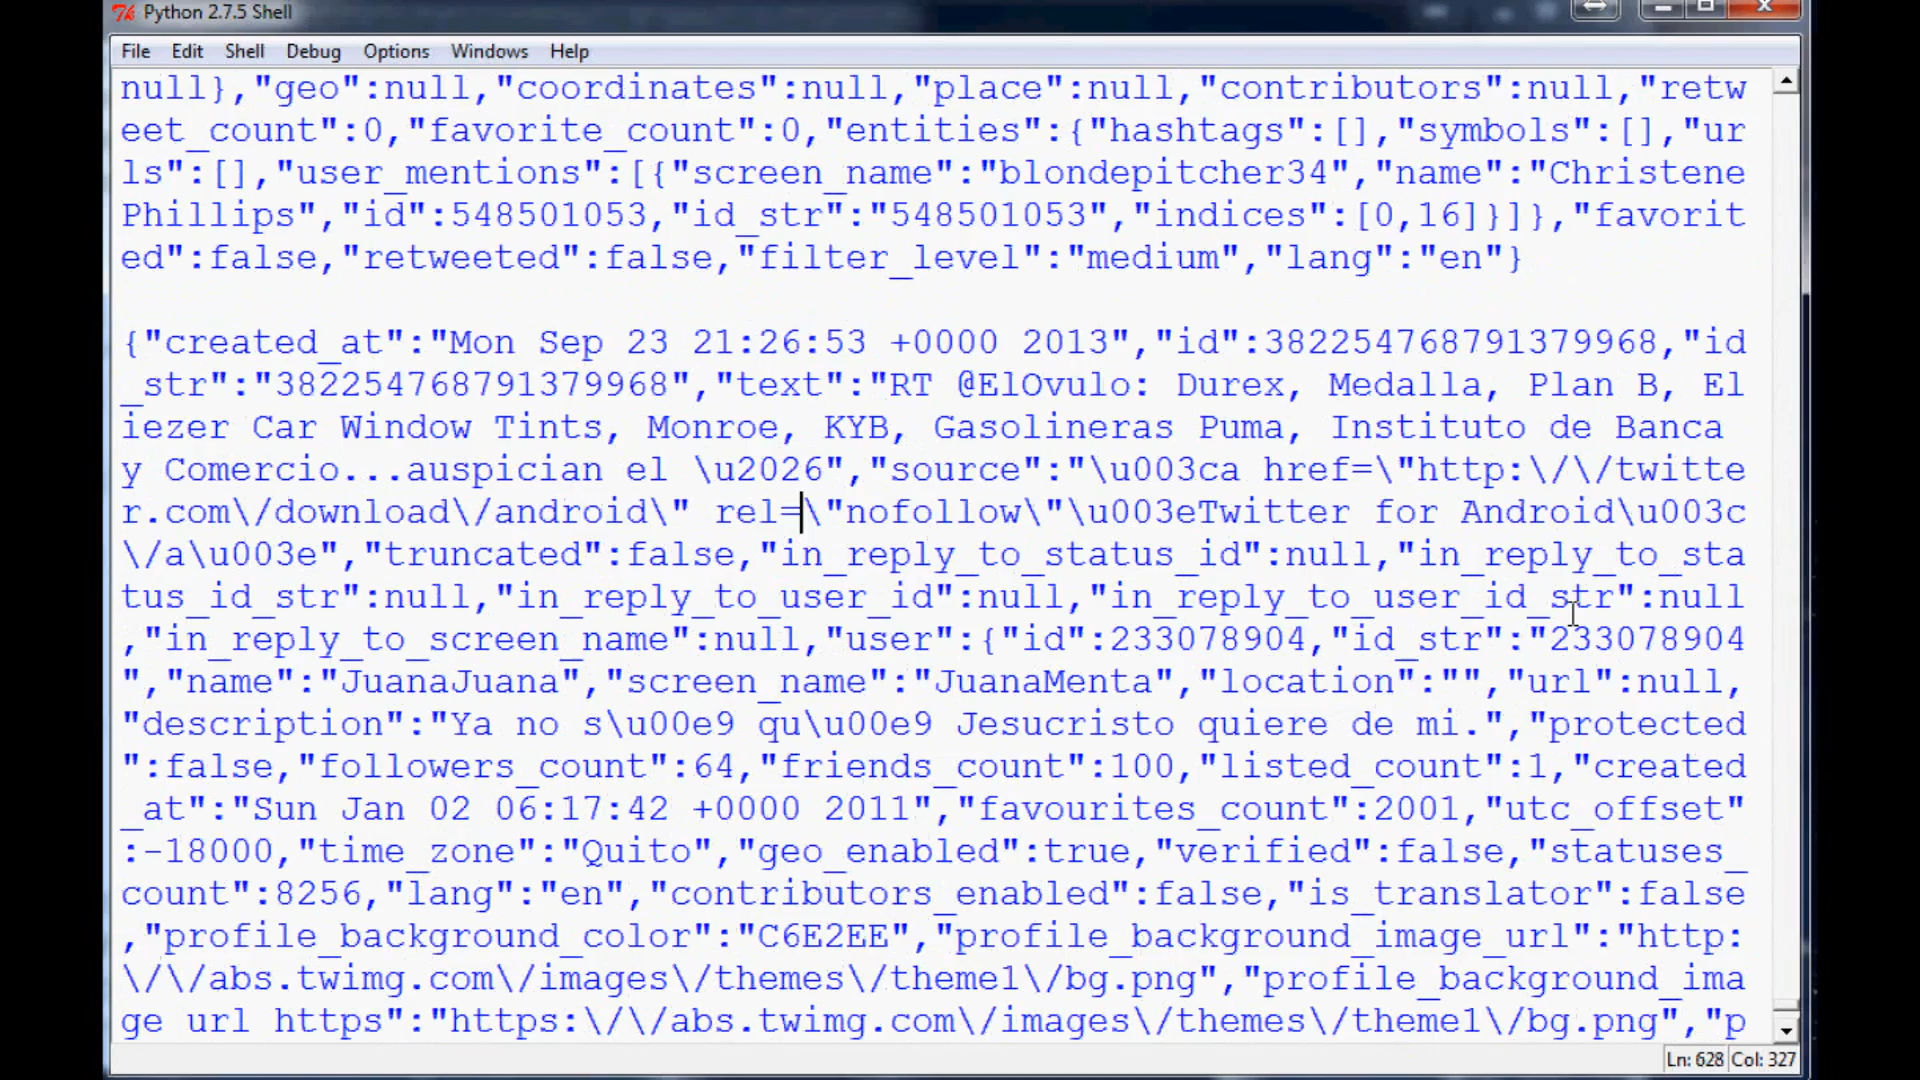 Python 2.7.5 Shell
File Edit Shell Debug Options Windows Help
null},"geo":null,"coordinates":null,"place":null,"contributors":null,"retw
eet_count":0,"favorite_count":0,"entities":{"hashtags":[],"symbols":[],"ur
ls":[],"user_mentions":[{"screen_name":"blondepitcher34","name":"Christene
Phillips","id":548501053,"id_str":"548501053","indices":[0,16]}]},"favorit
ed":false,"retweeted":false,"filter_level":"medium","lang":"en"}
{"created_at":"Mon Sep 23 21:26:53 +0000 2013","id":382254768791379968,"id
_str":"382254768791379968","text":"RT @ElOvulo: Durex, Medalla, Plan B, El
iezer Car Window Tints, Monroe, KYB, Gasolineras Puma, Instituto de Banca
y Comercio...auspician el \u2026","source":"\u003ca href=\"http:\/\/twitte
r.com\/download\/android\" rel=\"nofollow\"\u003eTwitter for Android\u003c
\/a\u003e","truncated":false,"in_reply_to_status_id":null,"in_reply_to_sta
tus_id_str":null,"in_reply_to_user_id":null,"in_reply_to_user_id_str":null
,"in_reply_to_screen_name":null,"user":{"id":233078904,"id_str":"233078904
","name":"JuanaJuana","screen_name":"JuanaMenta","location":"","url":null,
"description":"Ya no s\u00e9 qu\u00e9 Jesucristo quiere de mi.","protected
":false,"followers_count":64,"friends_count":100,"listed_count":1,"created
_at":"Sun Jan 02 06:17:42 +0000 2011","favourites_count":2001,"utc_offset"
:-18000,"time_zone":"Quito","geo_enabled":true,"verified":false,"statuses_
count":8256,"lang":"en","contributors_enabled":false,"is_translator":false
,"profile_background_color":"C6E2EE","profile_background_image_url":"http:
\/\/abs.twimg.com\/images\/themes\/theme1\/bg.png","profile_background_ima
ge_url_https":"https:\/\/abs.twimg.com\/images\/themes\/theme1\/bg.png","p
Ln: 628 Col: 327